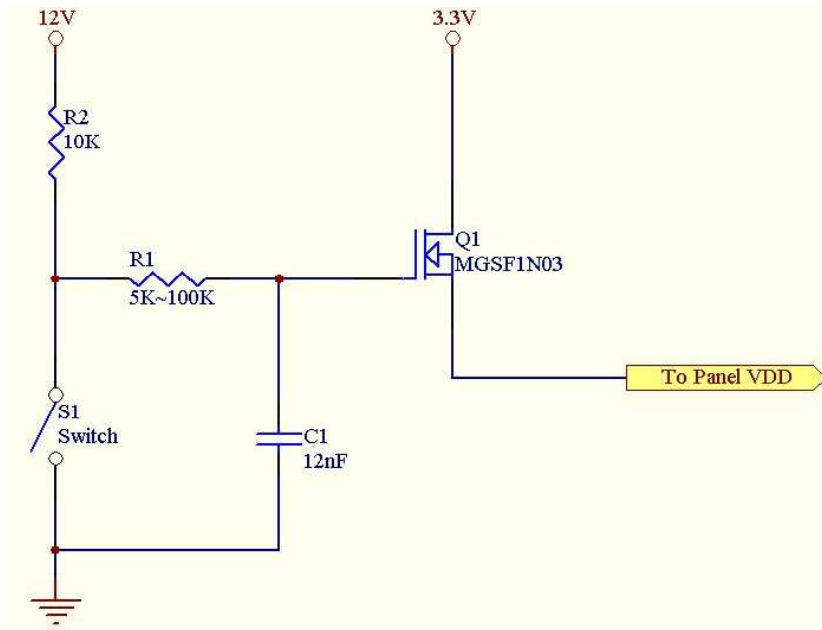 12V
3.3V
R2
10K
R1
5K~100K
Q1
MGSF1N03
To Panel VDD
S1
Switch
C1
12nF